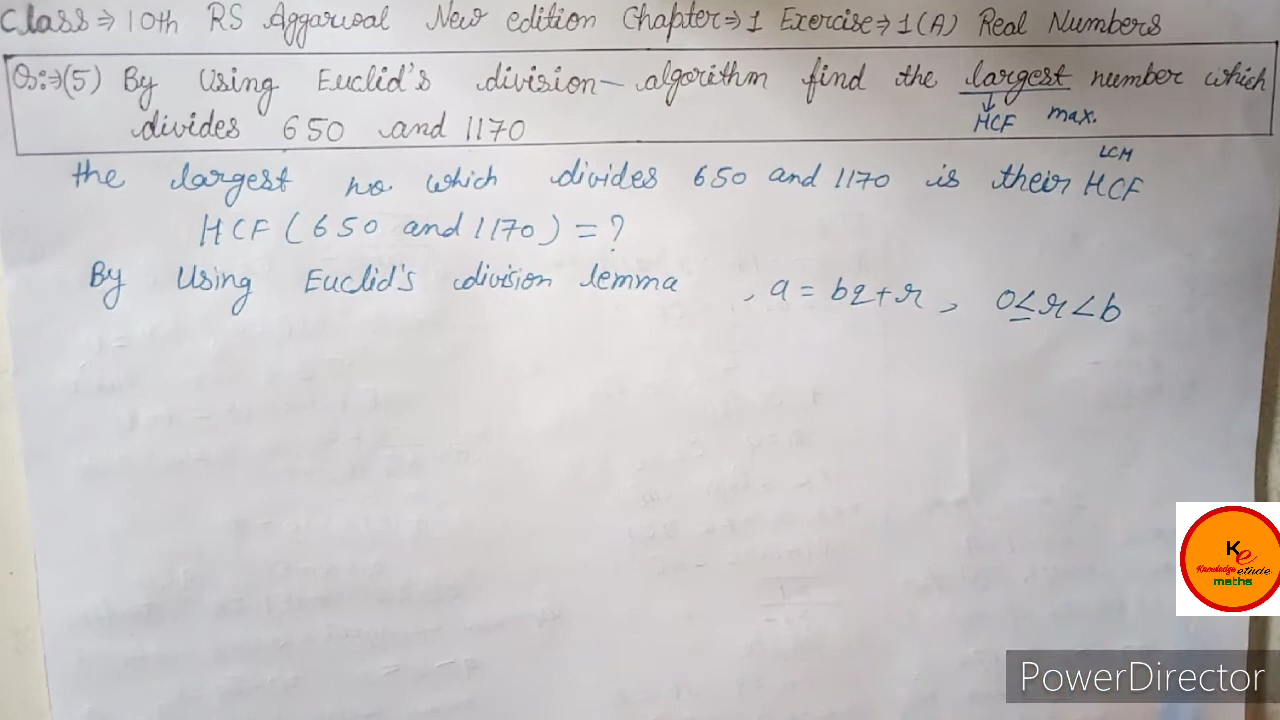 Class ⇒ 10th RS Aggarwal New edition Chapter ⇒ 1 Exercise ⇒ 1(A) Real Numbers
Q:⇒(5) By Using Euclid's division - algorithm find the largest number which
↓
HCF max.
divides 650 and 1170
LCM
the largest no. which divides 650 and 1170 is their HCF
HCF (650 and 1170) = ?
By Using Euclid's division lemma , a = bq + r , 0 ≤ r < b
Ke
Knowledge etude
maths
PowerDirector